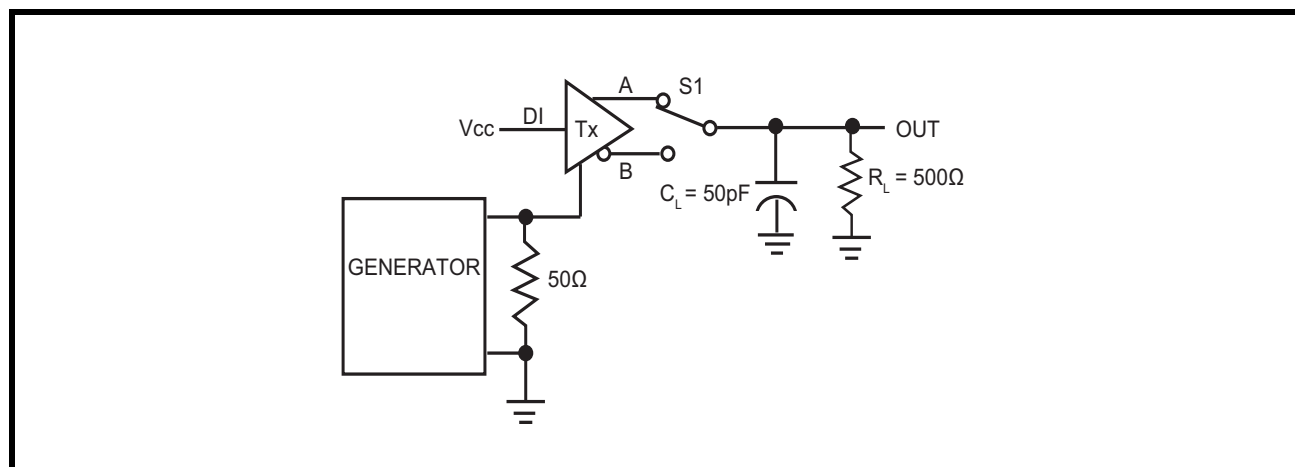 A
S1
DI
Vcc
Tx
OUT
B
C_L = 50pF
R_L = 500Ω
GENERATOR
50Ω